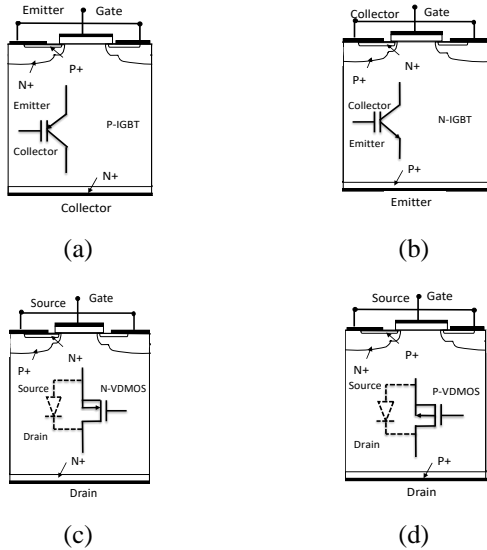 Emitter Gate
P+
N+
Emitter
P-IGBT
Collector
N+
Collector
(a)
Collector Gate
P+ N+
Collector
N-IGBT
Emitter
P+
Emitter
(b)
Source Gate
N+
P+
Source N-VDMOS
Drain
N+
Drain
(c)
Source Gate
P+
N+
Source P-VDMOS
Drain
P+
Drain
(d)